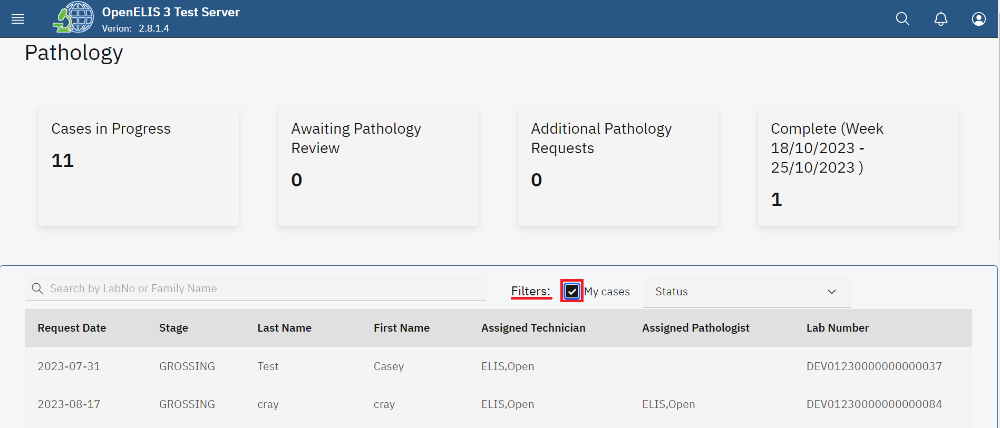 OpenELIS 3 Test Server
Verion: 2.8.1.4
Pathology
Cases in Progress
11
Awaiting Pathology
Review
0
Additional Pathology
Requests
0
Complete (Week
18/10/2023 -
25/10/2023 )
1
Search by LabNo or Family Name
Filters: My cases Status
Request Date Stage Last Name First Name Assigned Technician Assigned Pathologist Lab Number
2023-07-31 GROSSING Test Casey ELIS,Open DEV01230000000000037
2023-08-17 GROSSING cray cray ELIS,Open ELIS,Open DEV01230000000000084